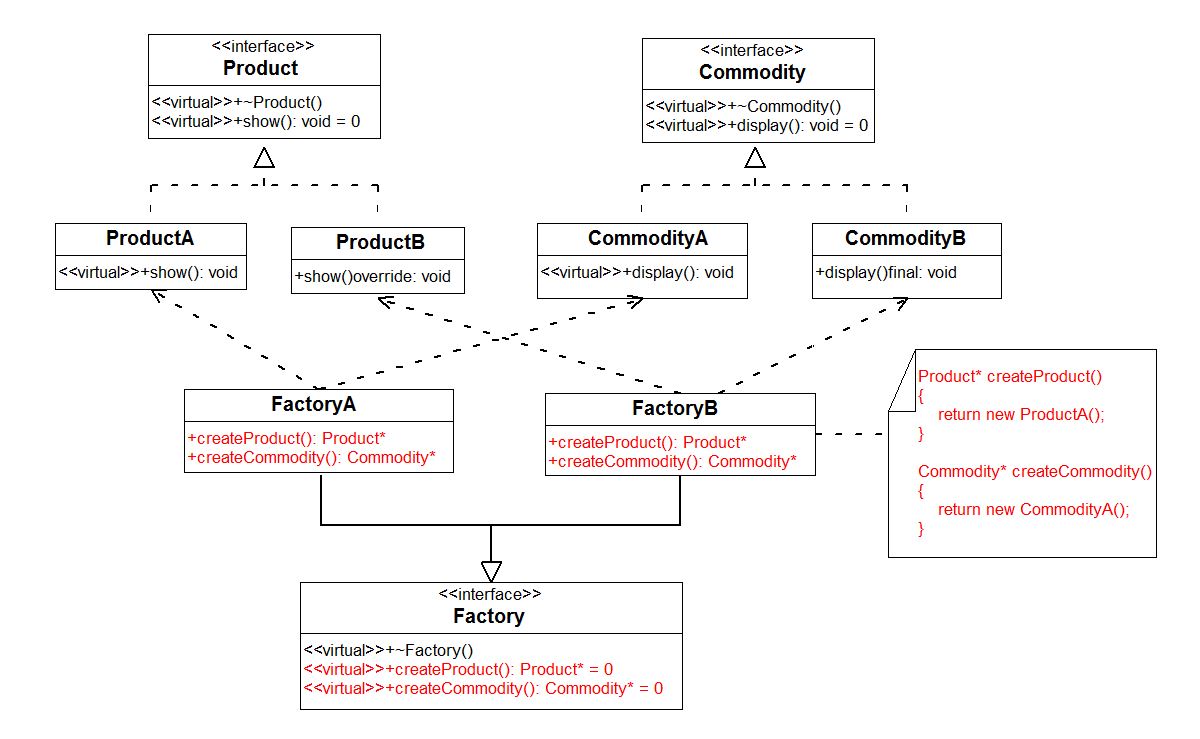 <<interface>>
Product
<<virtual>>+~Product()
<<virtual>>+show(): void = 0
<<interface>>
Commodity
<<virtual>>+~Commodity()
<<virtual>>+display(): void = 0
ProductA
<<virtual>>+show(): void
ProductB
+show()override: void
CommodityA
<<virtual>>+display(): void
CommodityB
+display()final: void
FactoryA
+createProduct(): Product*
+createCommodity(): Commodity*
FactoryB
+createProduct(): Product*
+createCommodity(): Commodity*
Product* createProduct()
{
return new ProductA();
}
Commodity* createCommodity()
{
return new CommodityA();
}
<<interface>>
Factory
<<virtual>>+~Factory()
<<virtual>>+createProduct(): Product* = 0
<<virtual>>+createCommodity(): Commodity* = 0